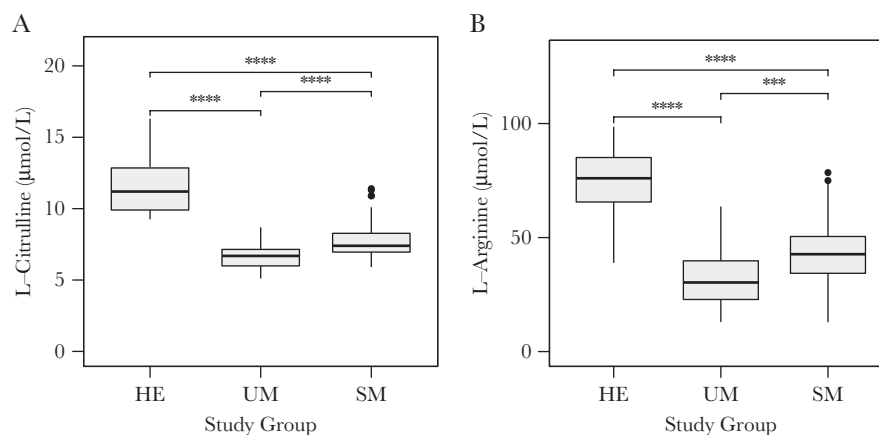 A
L–Citrulline (μmol/L)
20
15
10
5
0
****
****
****
HE UM SM
Study Group
B
L–Arginine (μmol/L)
100
50
0
****
***
****
HE UM SM
Study Group